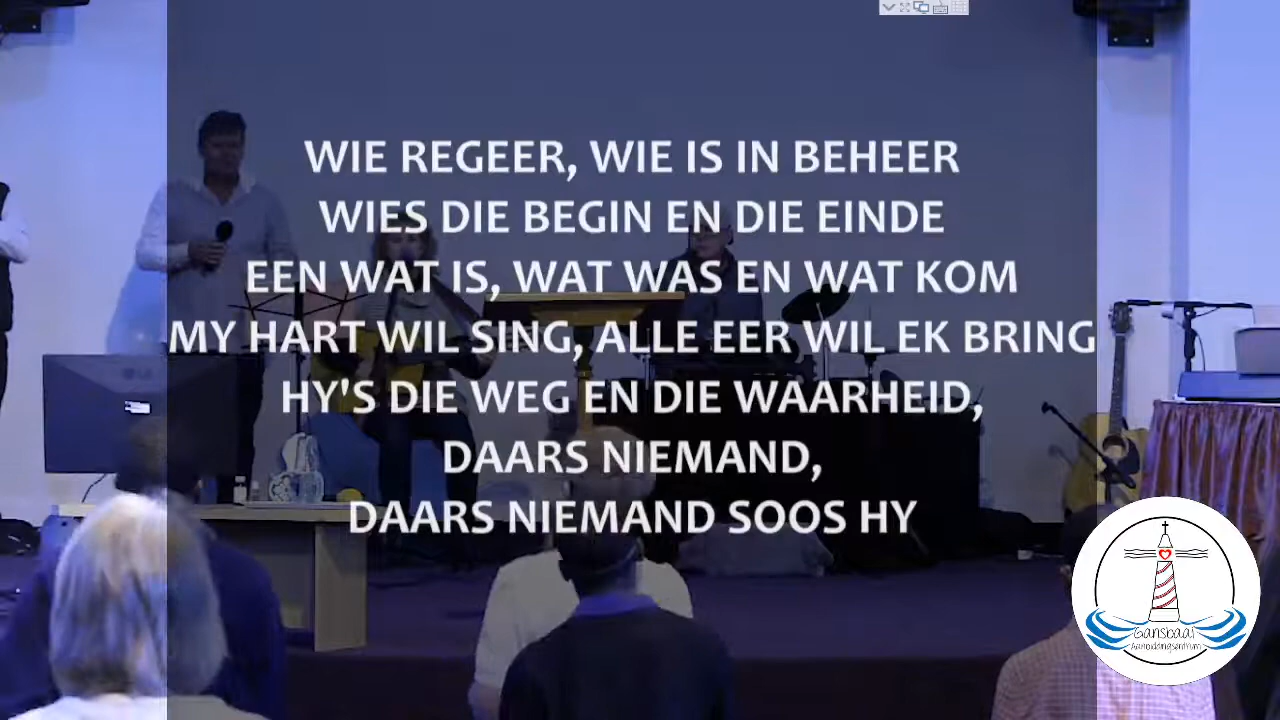 WIE REGEER, WIE IS IN BEHEER
WIES DIE BEGIN EN DIE EINDE
EEN WAT IS, WAT WAS EN WAT KOM
MY HART WIL SING, ALLE EER WIL EK BRING
HY'S DIE WEG EN DIE WAARHEID,
DAARS NIEMAND,
DAARS NIEMAND SOOS HY
LG
Gansbaai
Aanbiddingsentrum